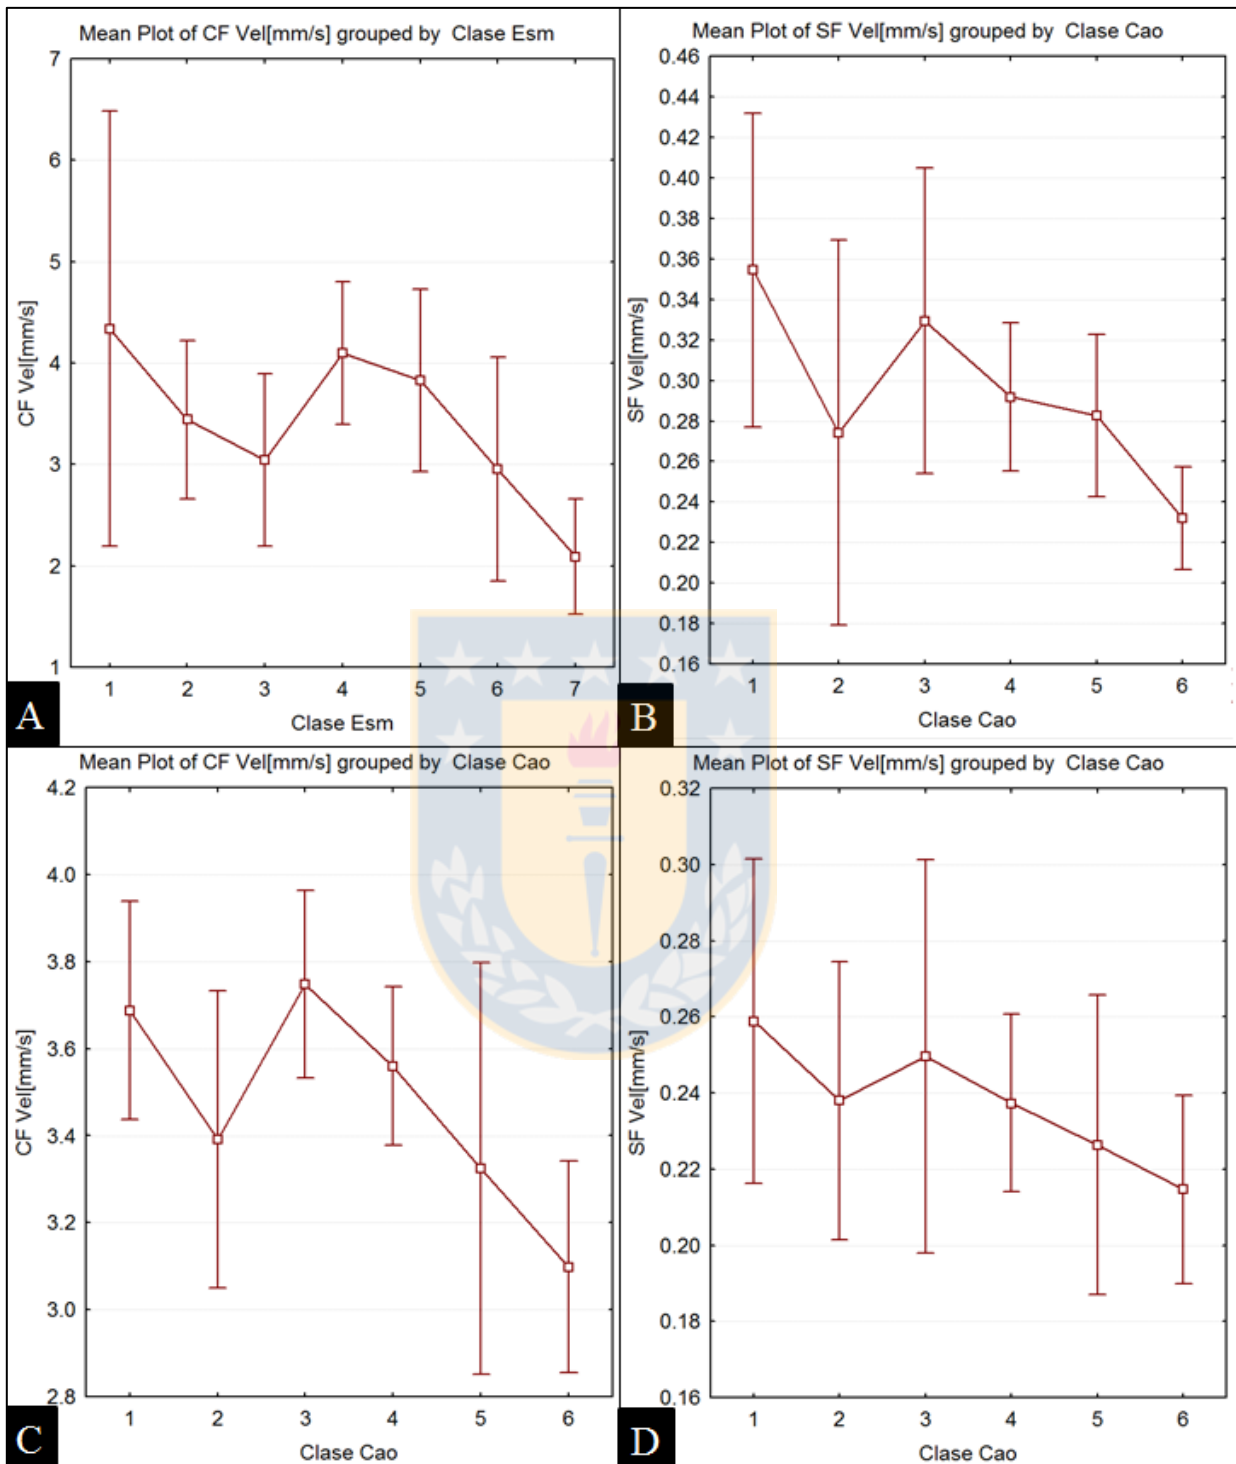 Mean Plot of CF Vel[mm/s] grouped by Clase Esm
7
6
5
4
3
2
1
CF Vel[mm/s]
1 2 3 4 5 6 7
Clase Esm
A
Mean Plot of SF Vel[mm/s] grouped by Clase Cao
0.46
0.44
0.42
0.40
0.38
0.36
0.34
0.32
0.30
0.28
0.26
0.24
0.22
0.20
0.18
0.16
SF Vel[mm/s]
1 2 3 4 5 6
Clase Cao
B
Mean Plot of CF Vel[mm/s] grouped by Clase Cao
4.2
4.0
3.8
3.6
3.4
3.2
3.0
2.8
CF Vel[mm/s]
1 2 3 4 5 6
Clase Cao
C
Mean Plot of SF Vel[mm/s] grouped by Clase Cao
0.32
0.30
0.28
0.26
0.24
0.22
0.20
0.18
0.16
SF Vel[mm/s]
1 2 3 4 5 6
Clase Cao
D